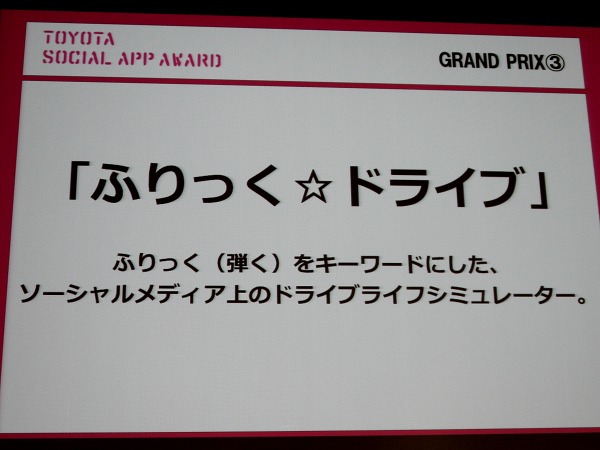 TOYOTA
SOCIAL APP AWARD
GRAND PRIX③
「ふりっく☆ドライブ」
ふりっく（弾く）をキーワードにした、
ソーシャルメディア上のドライブライフシミュレーター。